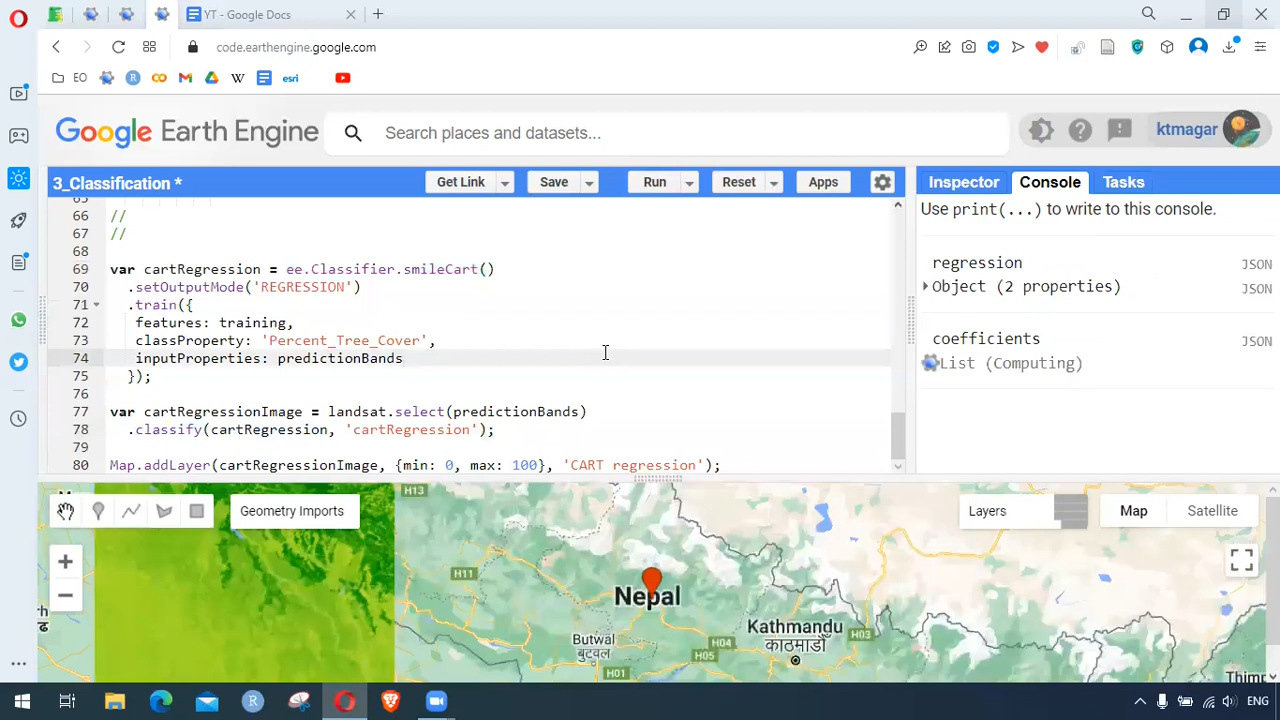 YT - Google Docs
code.earthengine.google.com
EO
esri
Google Earth Engine
Search places and datasets...
ktmagar
3_Classification *
Get Link
Save
Run
Reset
Apps
Inspector
Console
Tasks
Use print(...) to write to this console.
regression
JSON
Object (2 properties)
JSON
coefficients
JSON
List (Computing)
66 //
67 //
68
69 var cartRegression = ee.Classifier.smileCart()
70 .setOutputMode('REGRESSION')
71 .train({
72 features: training,
73 classProperty: 'Percent_Tree_Cover',
74 inputProperties: predictionBands
75 });
76
77 var cartRegressionImage = landsat.select(predictionBands)
78 .classify(cartRegression, 'cartRegression');
79
80 Map.addLayer(cartRegressionImage, {min: 0, max: 100}, 'CART regression');
Geometry Imports
Layers
Map
Satellite
H13
H11
Nepal
Kathmandu
काठमाडौँ
Butwal
बुटवल
H04
H03
H05
H01
Thimp
ENG